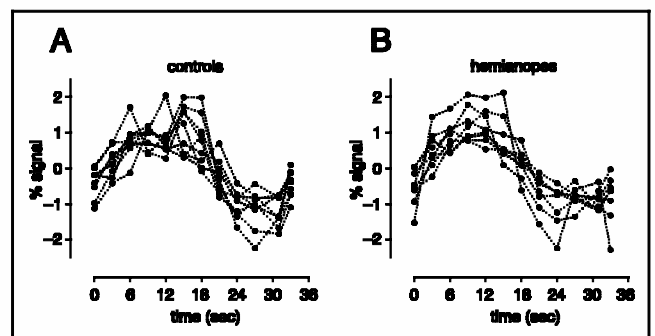 A
B
controls
hemianopes
% signal
2
1
0
−1
−2
0 6 12 18 24 30 36
time (sec)
% signal
2
1
0
−1
−2
0 6 12 18 24 30 36
time (sec)